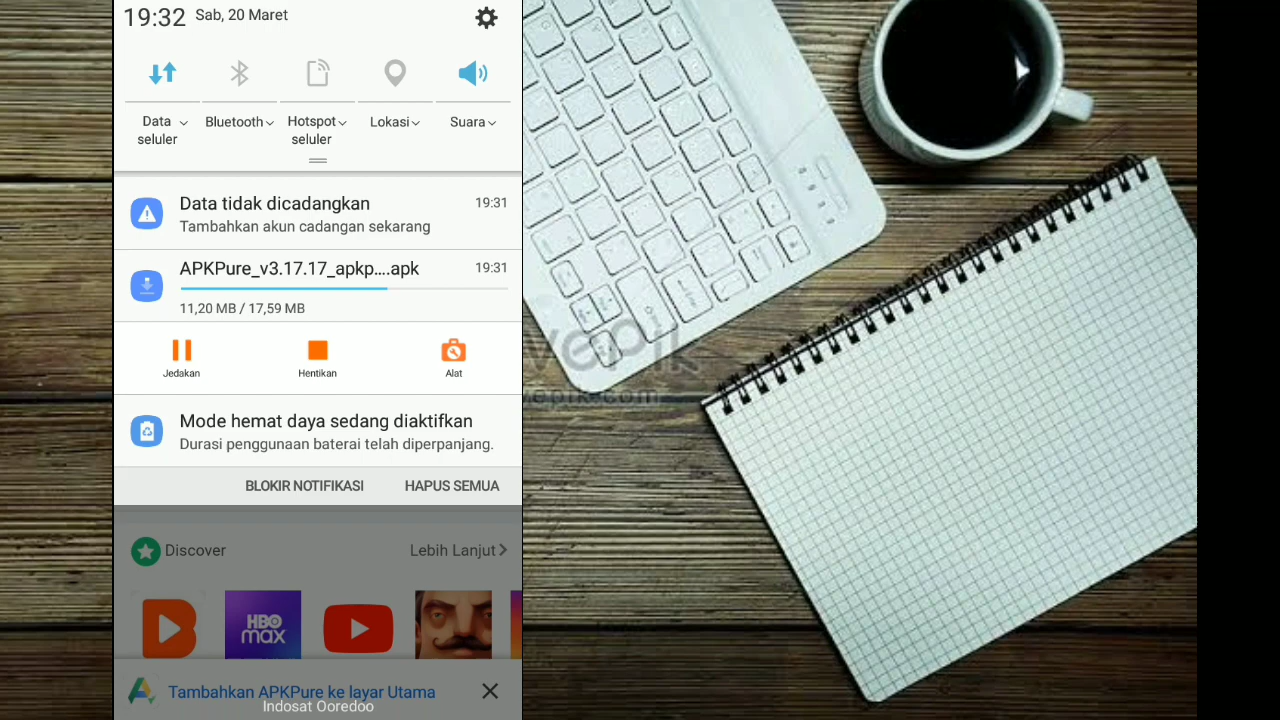 19:32 Sab, 20 Maret
Data seluler
Bluetooth
Hotspot seluler
Lokasi
Suara
Data tidak dicadangkan 19:31
Tambahkan akun cadangan sekarang
APKPure_v3.17.17_apkp....apk 19:31
11,20 MB / 17,59 MB
Jedakan Hentikan Alat
Mode hemat daya sedang diaktifkan
Durasi penggunaan baterai telah diperpanjang.
BLOKIR NOTIFIKASI HAPUS SEMUA
Discover Lebih Lanjut
HBO
max
Tambahkan APKPure ke layar Utama
Indosat Ooredoo